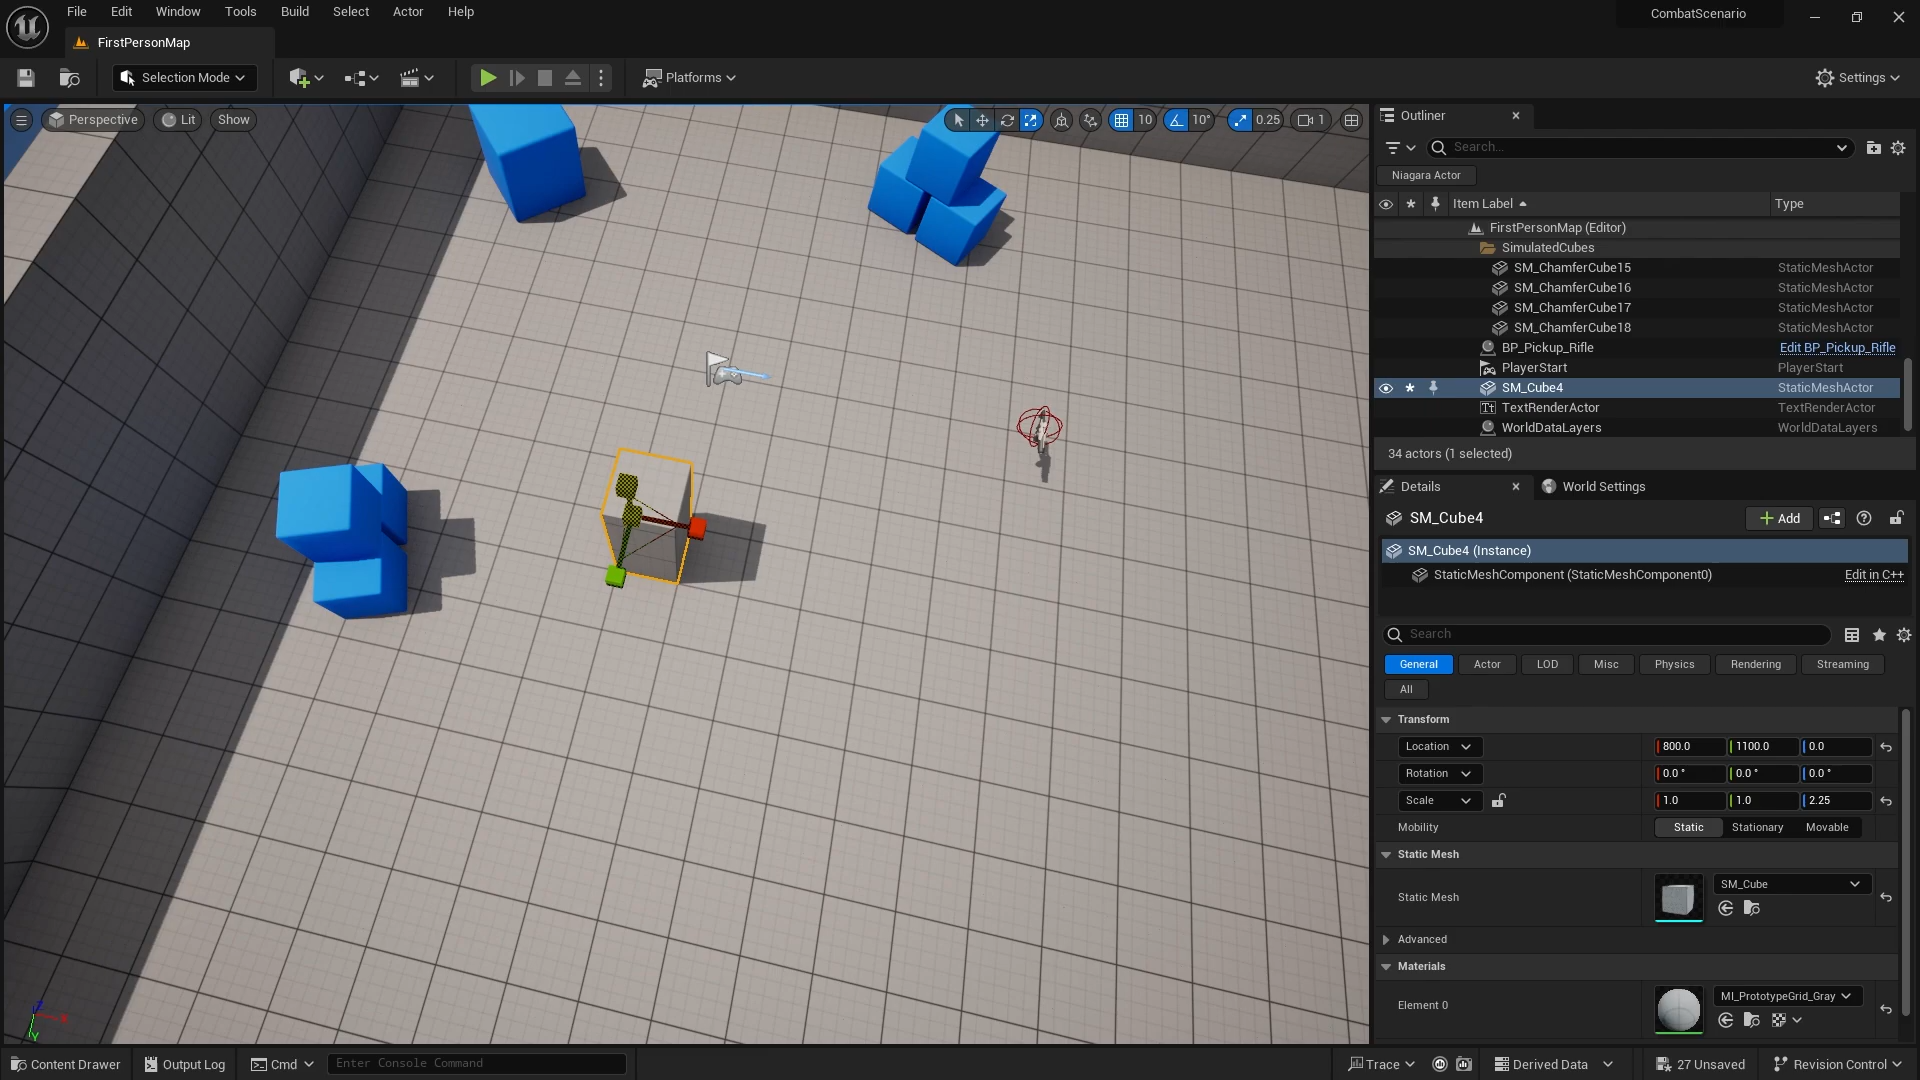 File Edit Window Tools Build Select Actor Help
CombatScenario
FirstPersonMap
Selection Mode
Platforms
Settings
Perspective Lit Show
10 10° 0.25 1
Outliner
Search...
Niagara Actor
Item Label Type
FirstPersonMap (Editor)
SimulatedCubes
SM_ChamferCube15 StaticMeshActor
SM_ChamferCube16 StaticMeshActor
SM_ChamferCube17 StaticMeshActor
SM_ChamferCube18 StaticMeshActor
BP_Pickup_Rifle Edit BP_Pickup_Rifle
PlayerStart PlayerStart
SM_Cube4 StaticMeshActor
TextRenderActor TextRenderActor
WorldDataLayers WorldDataLayers
34 actors (1 selected)
Details World Settings
SM_Cube4
Add
SM_Cube4 (Instance)
StaticMeshComponent (StaticMeshComponent0) Edit in C++
Search
General Actor LOD Misc Physics Rendering Streaming
All
Transform
Location 800.0 1100.0 0.0
Rotation 0.0 ° 0.0 ° 0.0 °
Scale 1.0 1.0 2.25
Mobility Static Stationary Movable
Static Mesh
Static Mesh SM_Cube
Advanced
Materials
Element 0 MI_PrototypeGrid_Gray
Z X Y
Content Drawer Output Log Cmd Enter Console Command
Trace Derived Data 27 Unsaved Revision Control